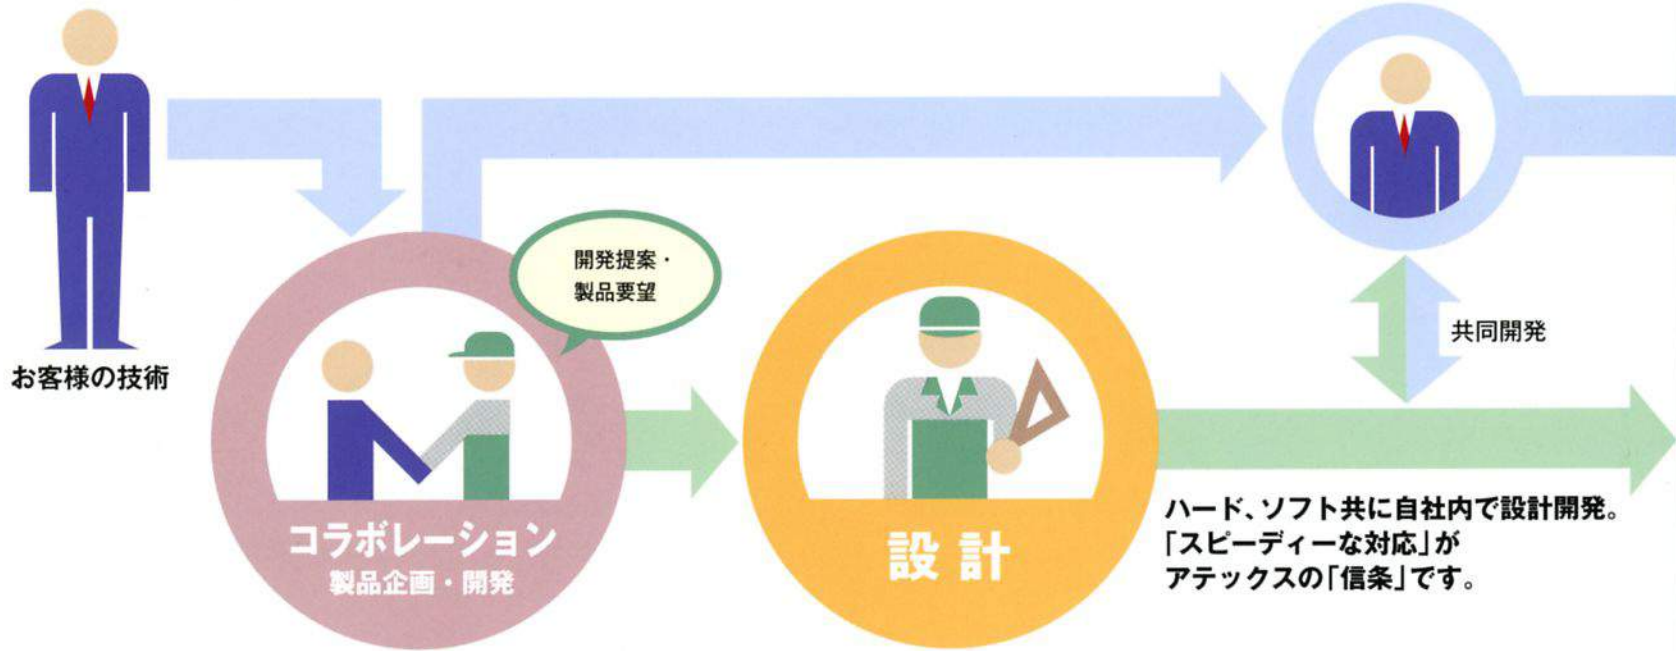 お客様の技術
開発提案・
製品要望
コラボレーション
製品企画・開発
設計
共同開発
ハード、ソフト共に自社内で設計開発。
「スピーディーな対応」が
アテックスの「信条」です。